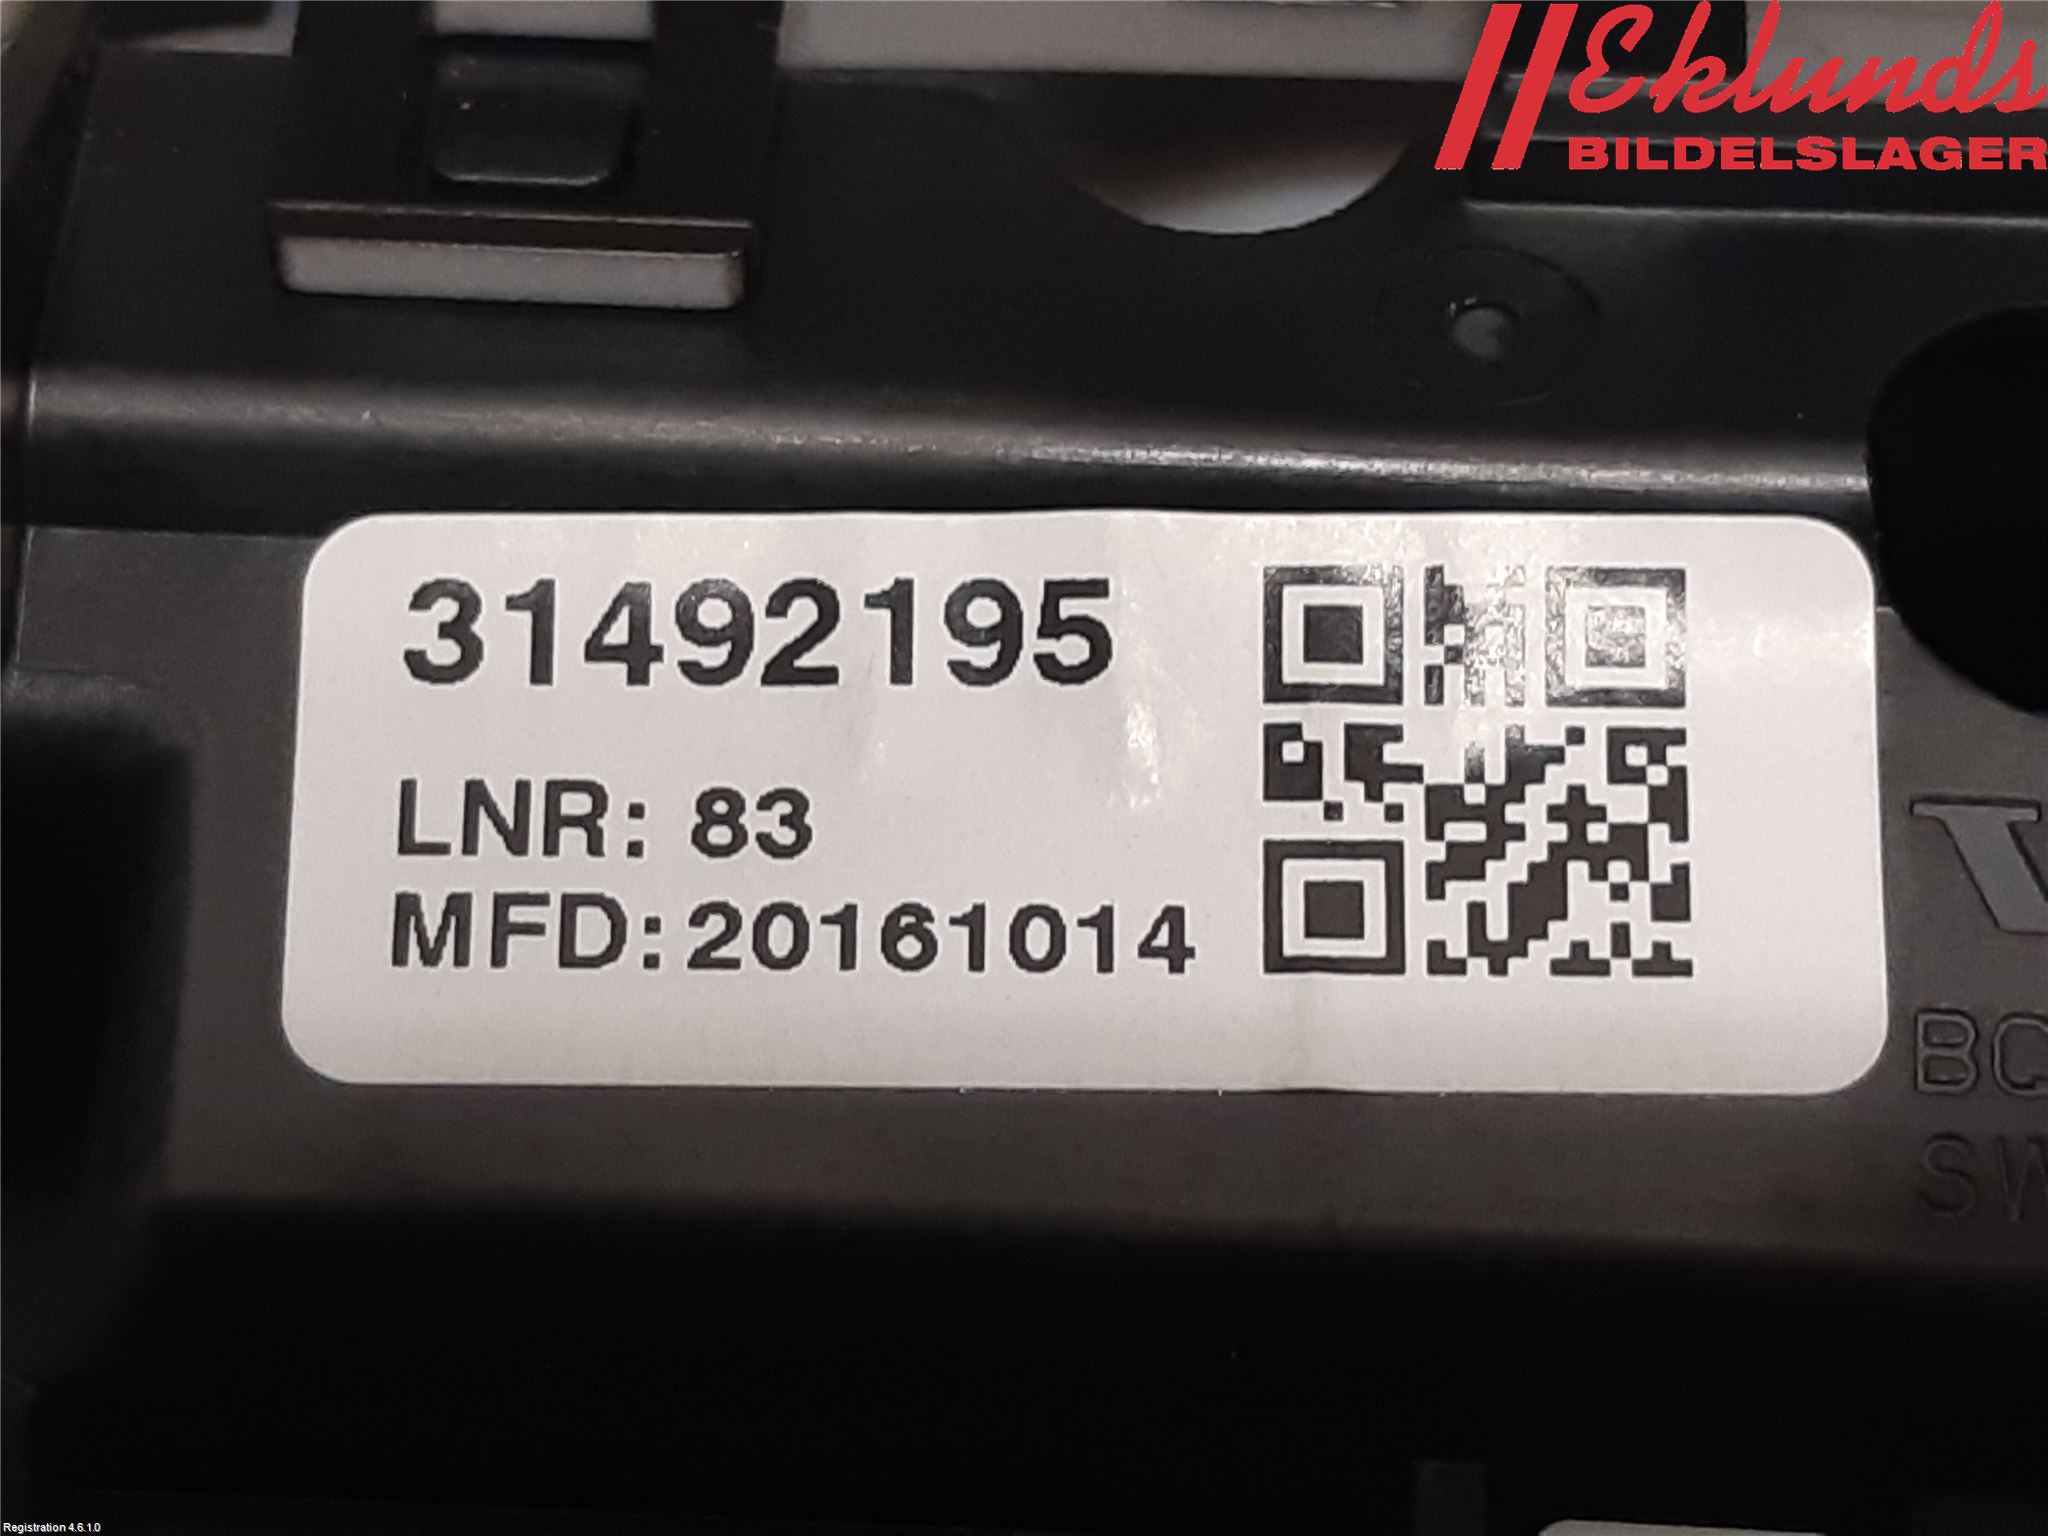 Eklunds
BILDELSLAGER
31492195
LNR: 83
MFD:20161014
Registration 4.6.1.0